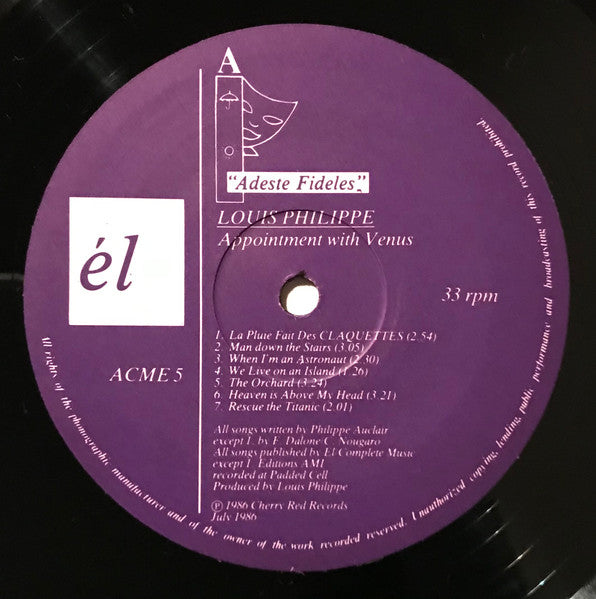 A
"Adeste Fideles"
LOUIS PHILIPPE
Appointment with Venus
él
33 rpm
ACME 5
1. La Pluie Fait Des CLAQUETTES (2.54)
2. Man down the Stairs (3.05)
3. When I'm an Astronaut (2.30)
4. We Live on an Island (1.26)
5. The Orchard (3.24)
6. Heaven is Above My Head (3.21)
7. Rescue the Titanic (2.01)
All songs written by Philippe Auclair
except 1. by F. Dalone/C. Nougaro
All songs published by El Complete Music
except 1. Editions AMI
recorded at Padded Cell
Produced by Louis Philippe
℗ 1986 Cherry Red Records
July 1986
All rights of the phonographic manufacturer and of the owner of the work recorded reserved. Unauthorized copying, lending, public performance and broadcasting of this record prohibited.